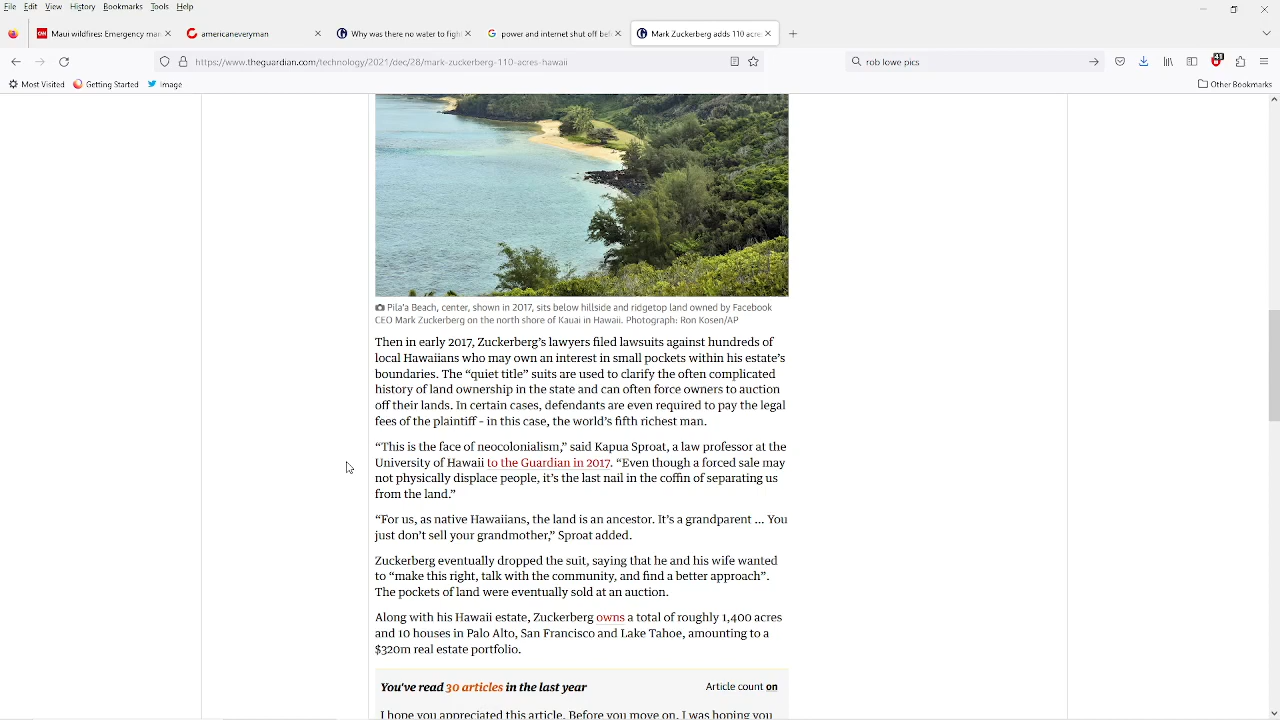 File Edit View History Bookmarks Tools Help
CNN Maui wildfires: Emergency man
americaneveryman
Why was there no water to figh
power and internet shut off bef
Mark Zuckerberg adds 110 acre
https://www.theguardian.com/technology/2021/dec/28/mark-zuckerberg-110-acres-hawaii
rob lowe pics
Most Visited Getting Started Image Other Bookmarks
Pila'a Beach, center, shown in 2017, sits below hillside and ridgetop land owned by Facebook
CEO Mark Zuckerberg on the north shore of Kauai in Hawaii. Photograph: Ron Kosen/AP
Then in early 2017, Zuckerberg's lawyers filed lawsuits against hundreds of
local Hawaiians who may own an interest in small pockets within his estate's
boundaries. The “quiet title” suits are used to clarify the often complicated
history of land ownership in the state and can often force owners to auction
off their lands. In certain cases, defendants are even required to pay the legal
fees of the plaintiff – in this case, the world's fifth richest man.
“This is the face of neocolonialism,” said Kapua Sproat, a law professor at the
University of Hawaii to the Guardian in 2017. “Even though a forced sale may
not physically displace people, it's the last nail in the coffin of separating us
from the land.”
“For us, as native Hawaiians, the land is an ancestor. It's a grandparent … You
just don't sell your grandmother,” Sproat added.
Zuckerberg eventually dropped the suit, saying that he and his wife wanted
to “make this right, talk with the community, and find a better approach”.
The pockets of land were eventually sold at an auction.
Along with his Hawaii estate, Zuckerberg owns a total of roughly 1,400 acres
and 10 houses in Palo Alto, San Francisco and Lake Tahoe, amounting to a
$320m real estate portfolio.
You've read 30 articles in the last year
Article count on
I hope you appreciated this article. Before you move on, I was hoping you